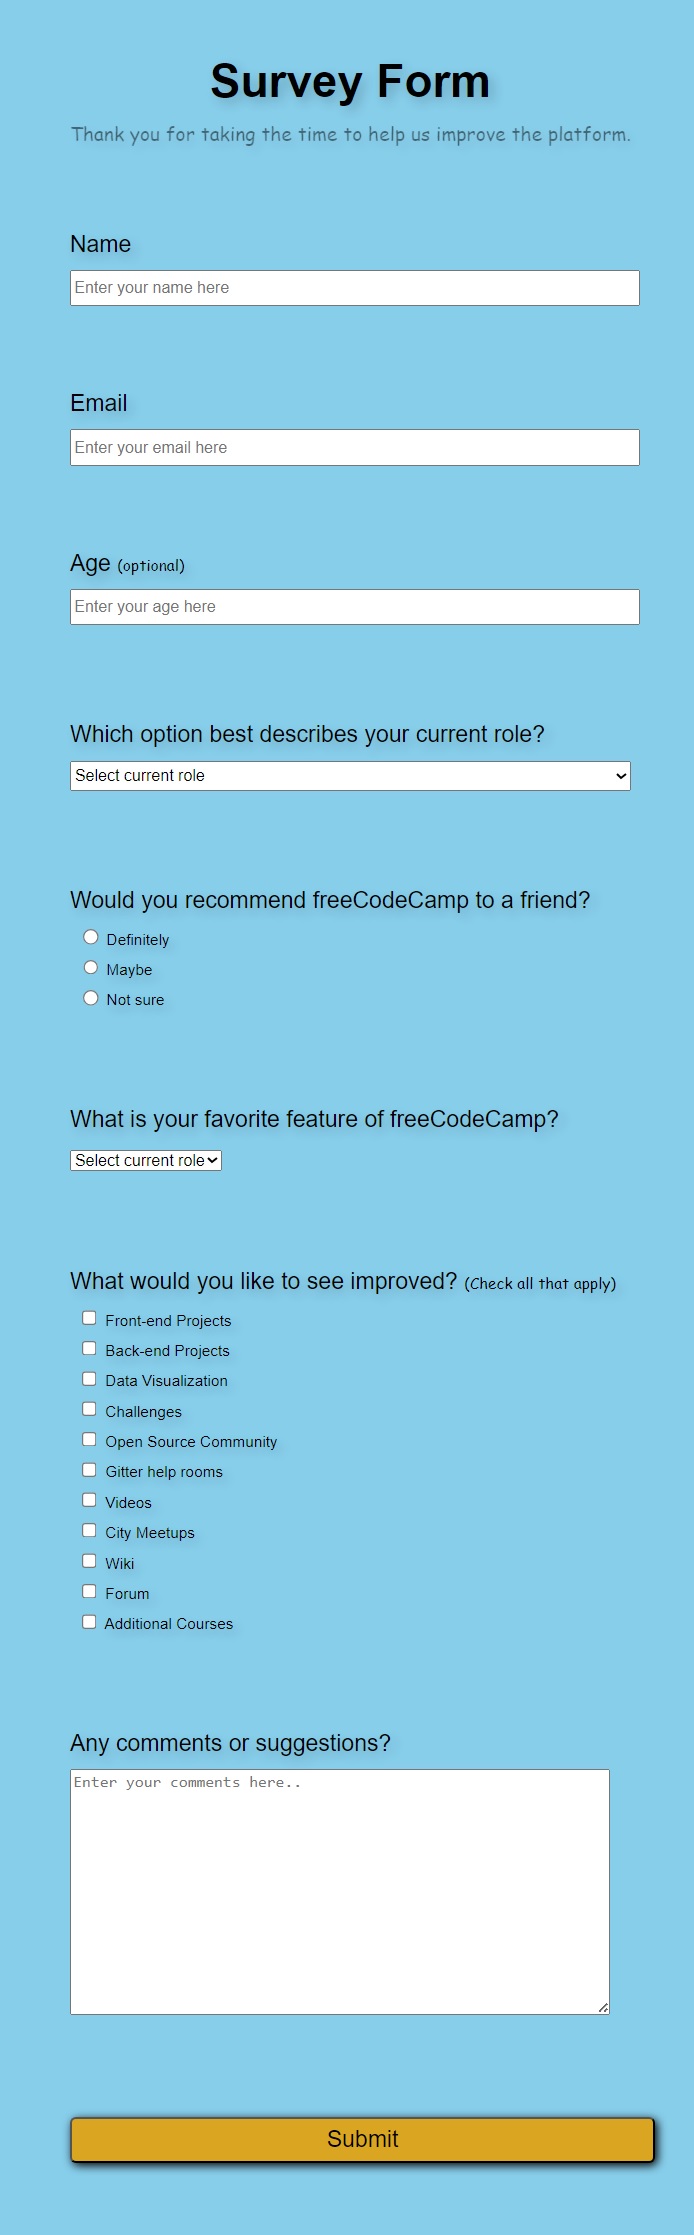 Survey Form
Thank you for taking the time to help us improve the platform.
Name
Enter your name here
Email
Enter your email here
Age (optional)
Enter your age here
Which option best describes your current role?
Select current role
Would you recommend freeCodeCamp to a friend?
Definitely
Maybe
Not sure
What is your favorite feature of freeCodeCamp?
Select current role
What would you like to see improved? (Check all that apply)
Front-end Projects
Back-end Projects
Data Visualization
Challenges
Open Source Community
Gitter help rooms
Videos
City Meetups
Wiki
Forum
Additional Courses
Any comments or suggestions?
Enter your comments here..
Submit